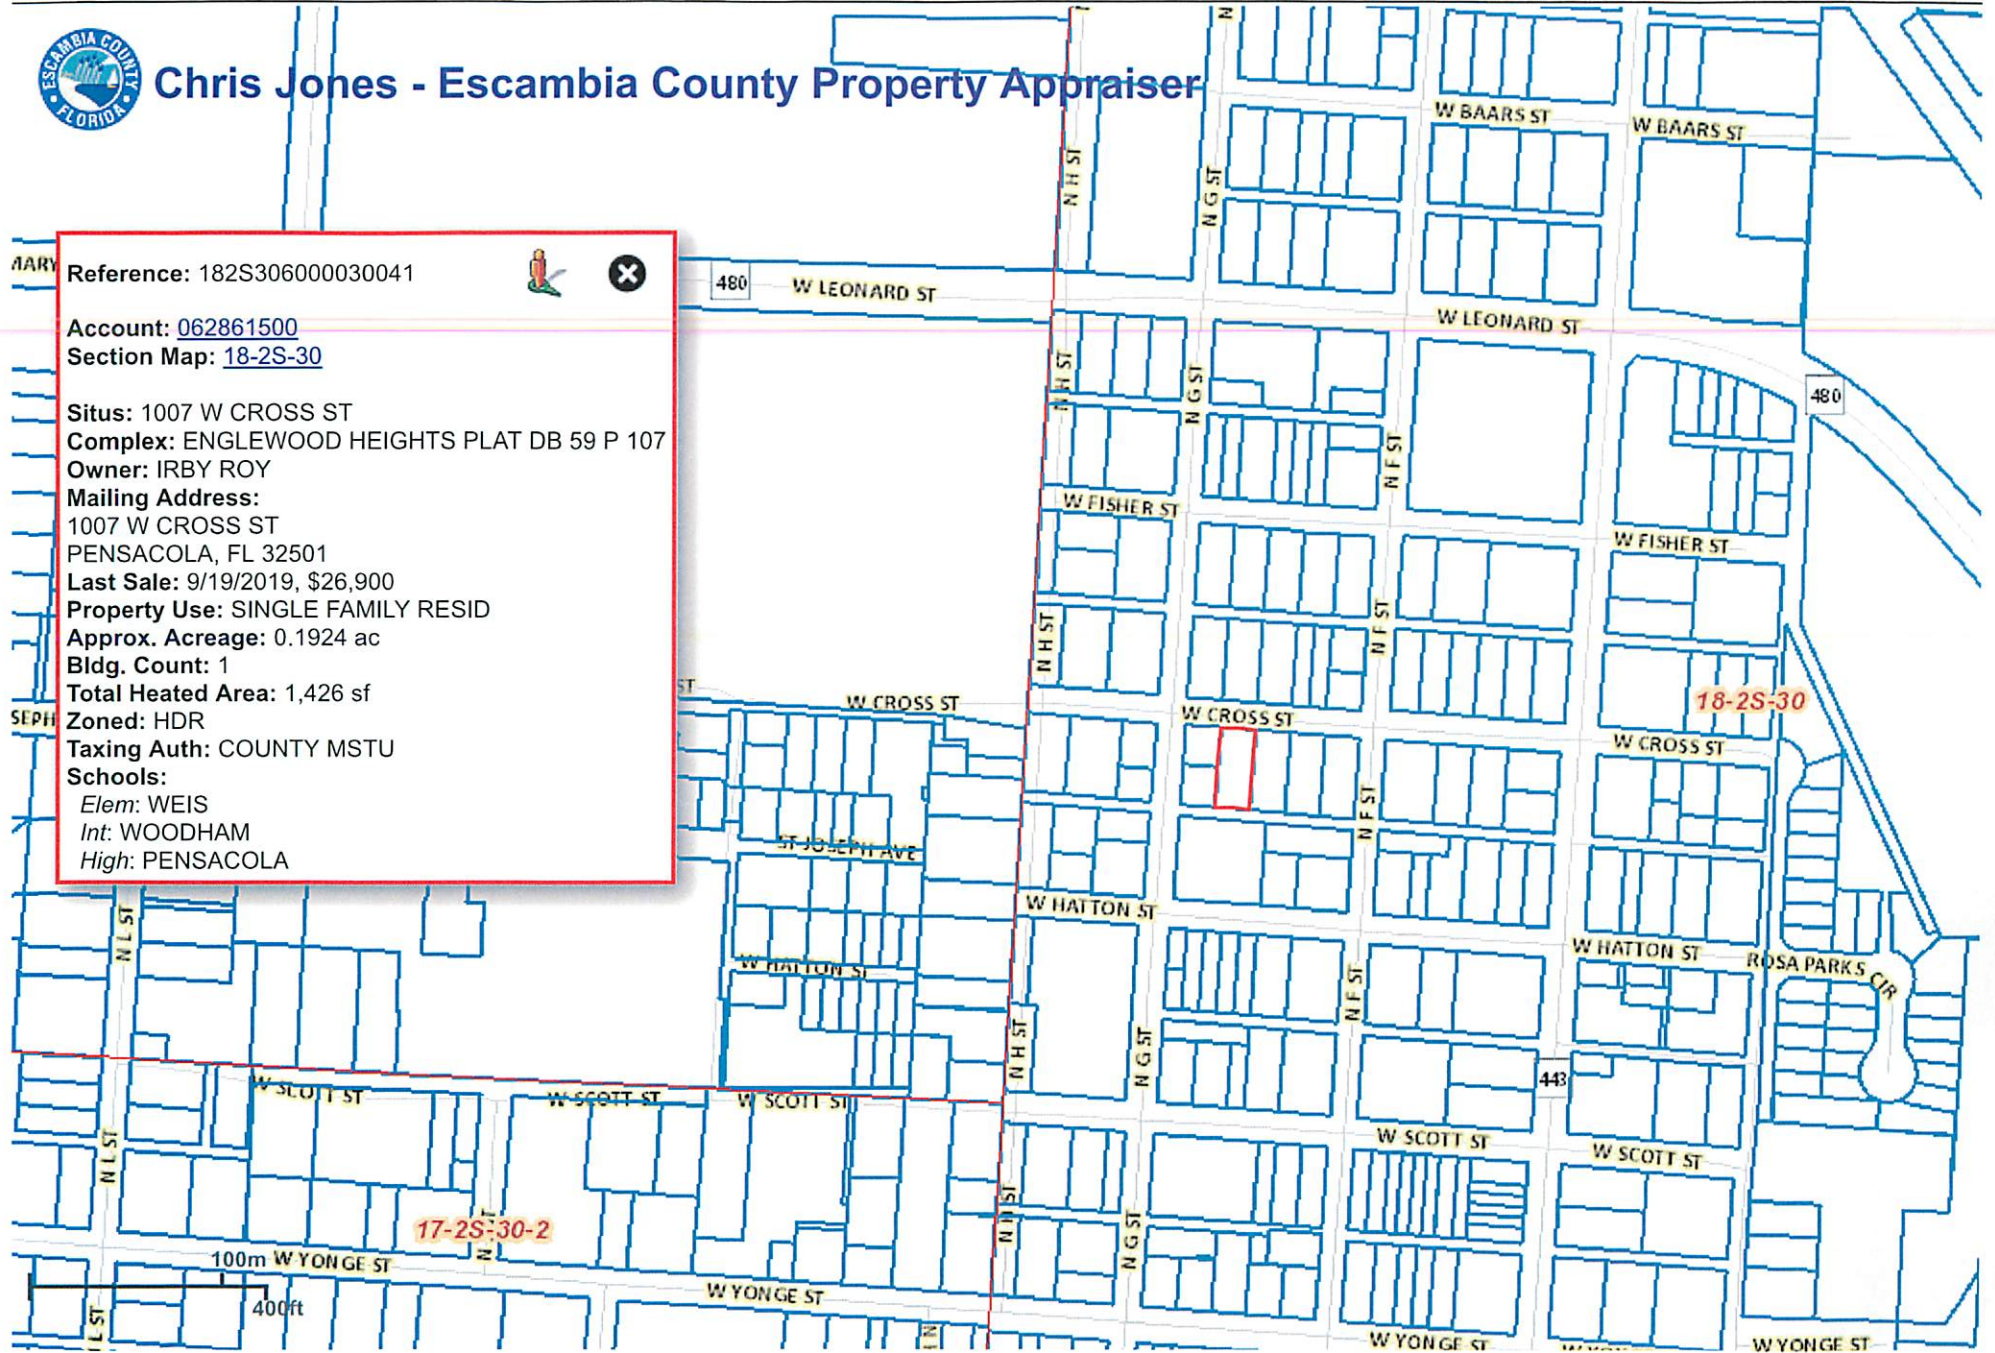 ESCAMBIA COUNTY
FLORIDA
Chris Jones - Escambia County Property Appraiser
Reference: 182S306000030041
Account: 062861500
Section Map: 18-2S-30
Situs: 1007 W CROSS ST
Complex: ENGLEWOOD HEIGHTS PLAT DB 59 P 107
Owner: IRBY ROY
Mailing Address:
1007 W CROSS ST
PENSACOLA, FL 32501
Last Sale: 9/19/2019, $26,900
Property Use: SINGLE FAMILY RESID
Approx. Acreage: 0.1924 ac
Bldg. Count: 1
Total Heated Area: 1,426 sf
Zoned: HDR
Taxing Auth: COUNTY MSTU
Schools:
Elem: WEIS
Int: WOODHAM
High: PENSACOLA
N
N
W BAARS ST
W BAARS ST
N H ST
N G ST
480
W LEONARD ST
W LEONARD ST
N H ST
N G ST
480
N F ST
W FISHER ST
W FISHER ST
N H ST
N F ST
ST
W CROSS ST
W CROSS ST
18-2S-30
W CROSS ST
N F ST
ST JOSEPH AVE
W HATTON ST
N L ST
W HATTON ST
W HATTON ST
ROSA PARKS CIR
N F ST
N H ST
N G ST
443
W SCOTT ST
W SCOTT ST
W SCOTT ST
W SCOTT ST
W SCOTT ST
N L ST
N H ST
N G ST
17-2S-30-2
N
100m
W YONGE ST
400ft
W YONGE ST
L ST
N
W YONGE ST
W YONGE ST